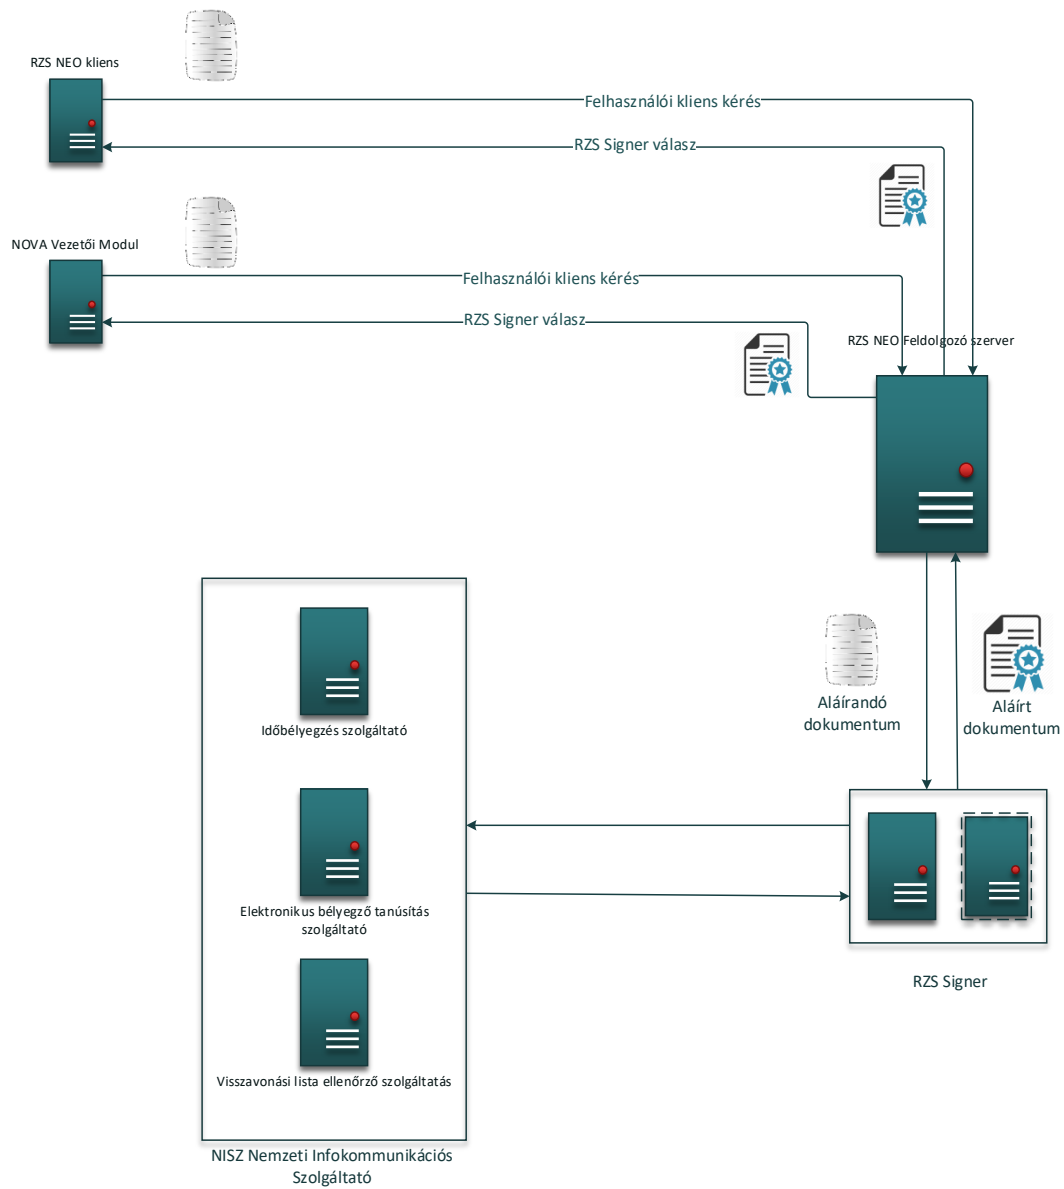 RZS NEO kliens
Felhasználói kliens kérés
RZS Signer válasz
NOVA Vezetői Modul
Felhasználói kliens kérés
RZS Signer válasz
RZS NEO Feldolgozó szerver
Aláírandó
dokumentum
Aláírt
dokumentum
Időbélyegzés szolgáltató
Elektronikus bélyegző tanúsítás
szolgáltató
Visszavonási lista ellenőrző szolgáltatás
RZS Signer
NISZ Nemzeti Infokommunikációs
Szolgáltató